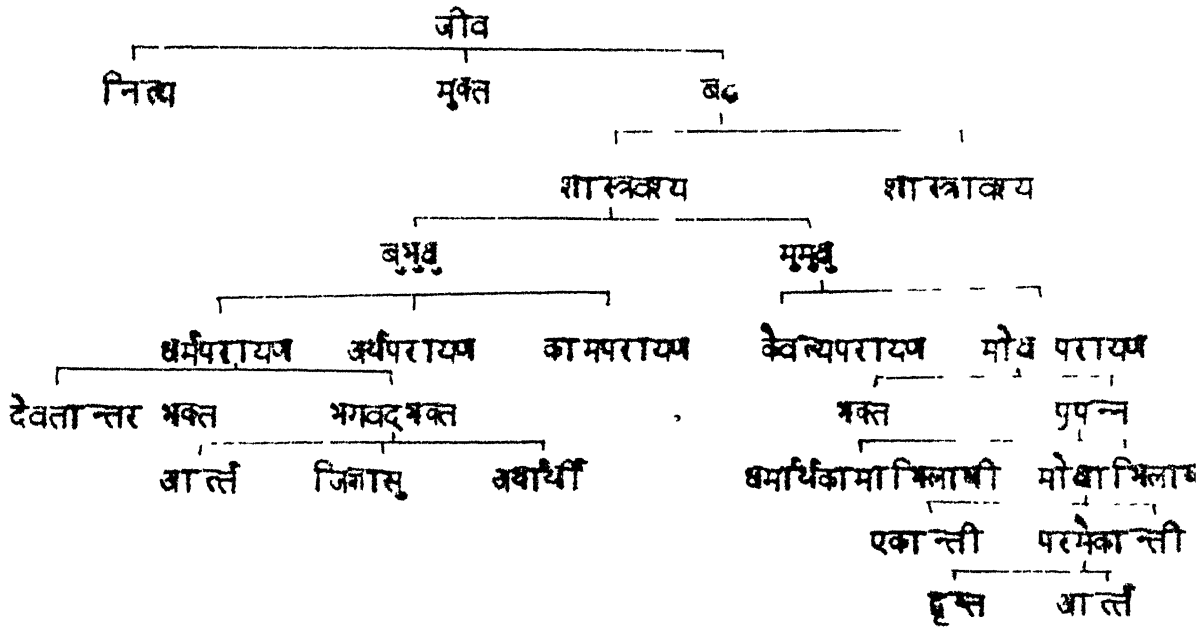 जीव
नित्य मुक्त बद्ध
शास्त्रवश्य शास्त्रावश्य
बुभुक्षु मुमुक्षु
धर्मपरायण अर्थपरायण कामपरायण केवल्यपरायण मोक्ष परायण
देवतान्तर भक्त भगवद्भक्त भक्त प्रपन्न
आर्त्त जिज्ञासु अर्थार्थी धर्मार्थकामाभिलाषी मोक्षाभिलाष
एकान्ती परमेकान्ती
दृप्त आर्त्त